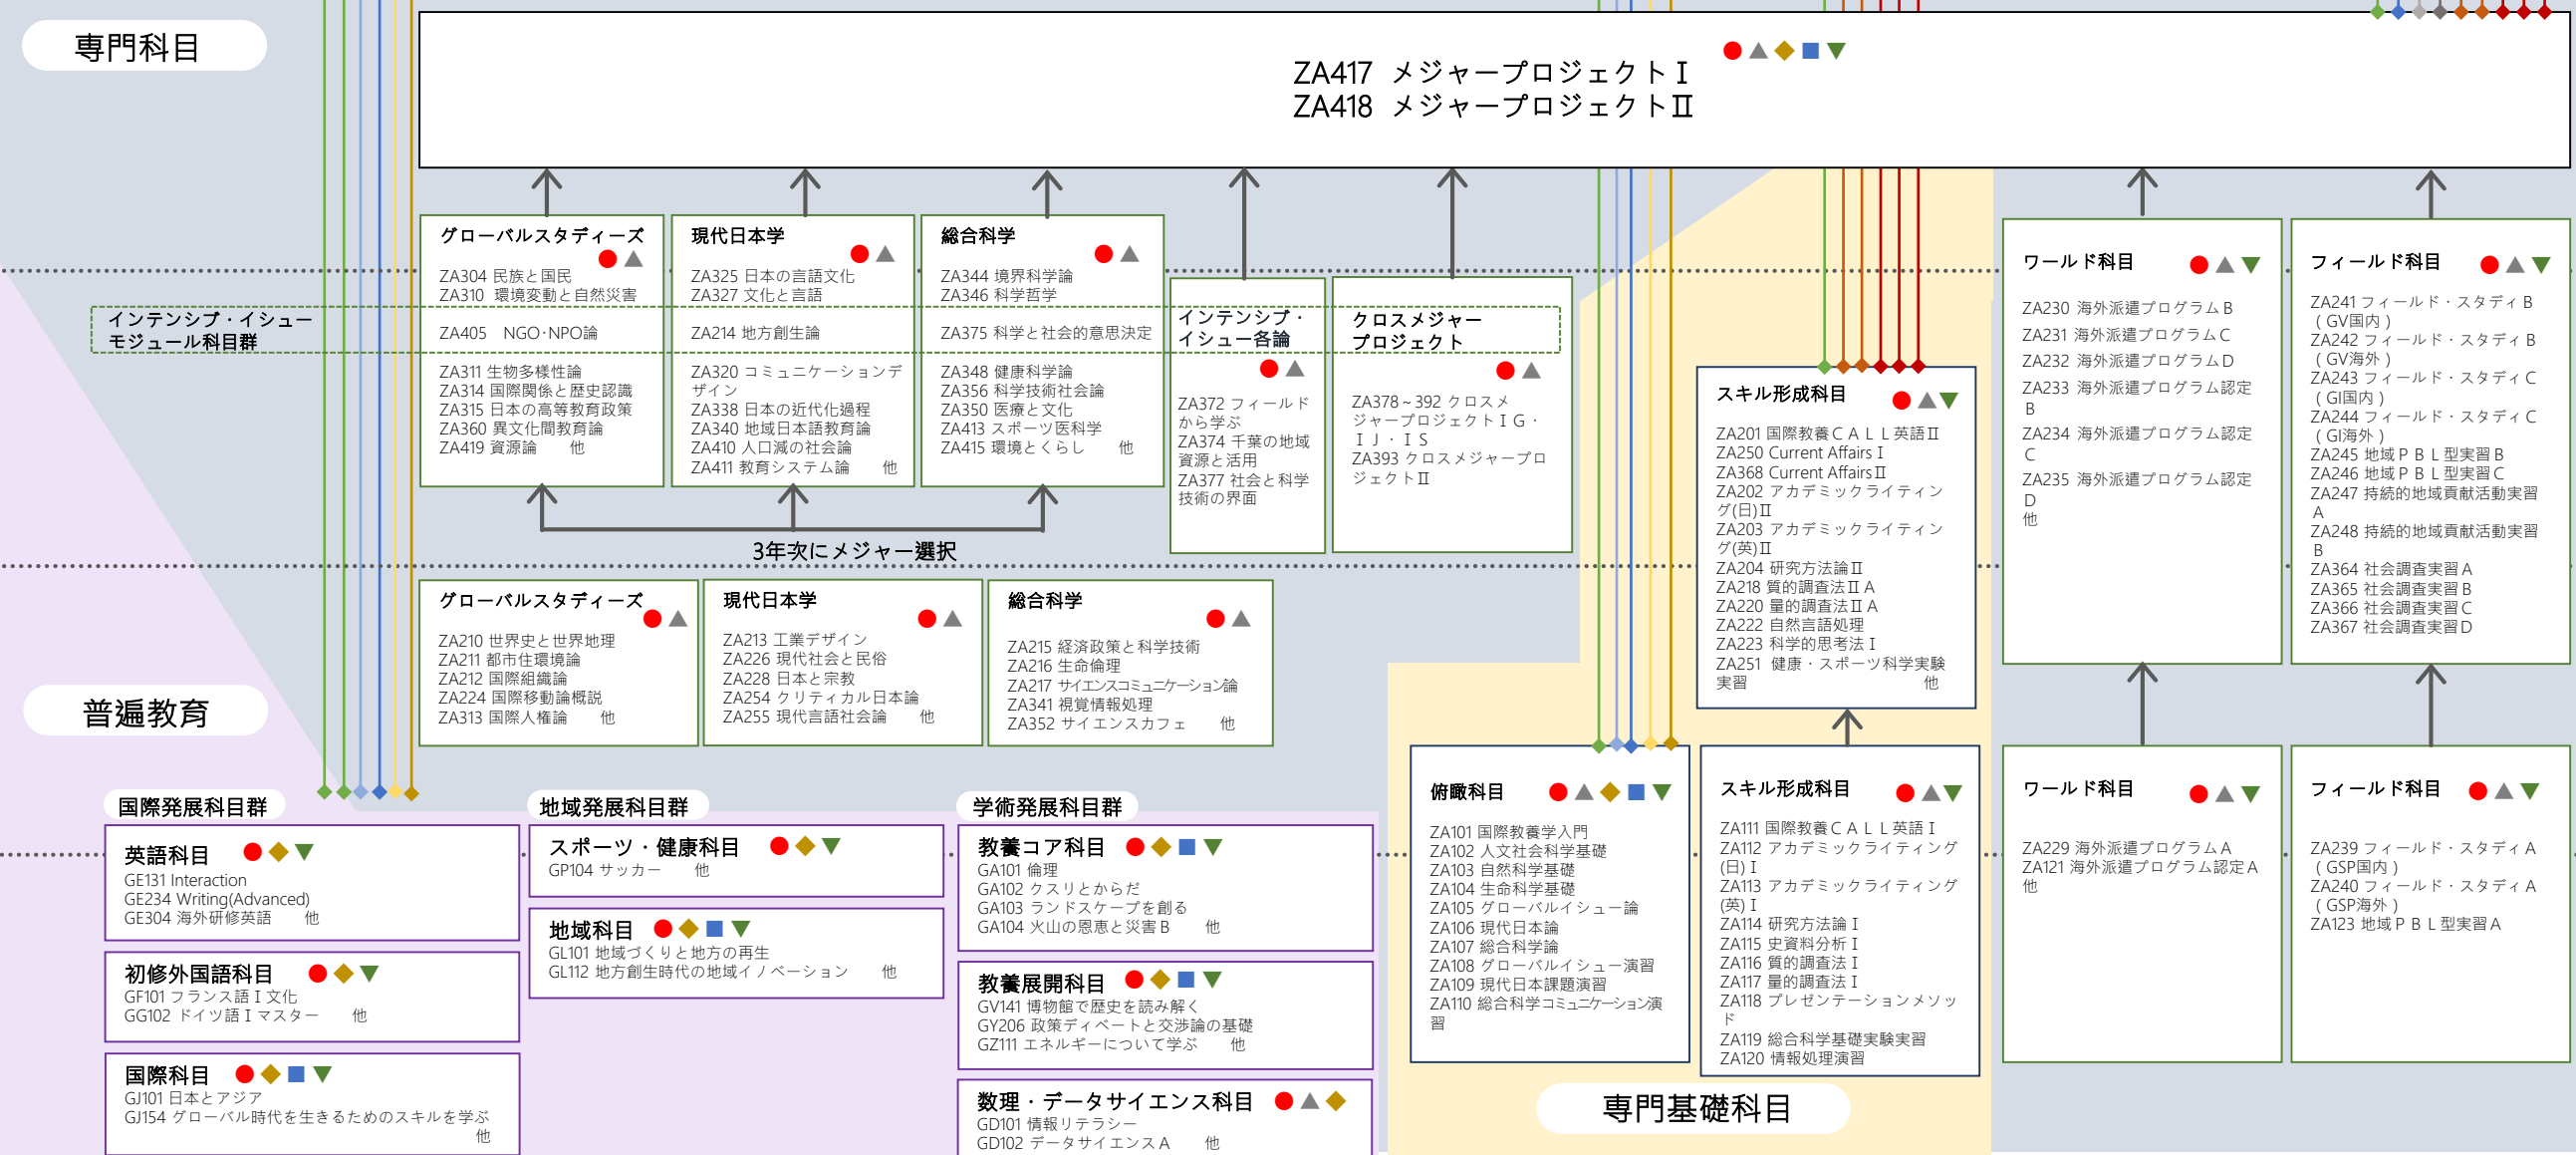 専門科目
ZA417 メジャープロジェクトⅠ
ZA418 メジャープロジェクトⅡ
グローバルスタディーズ
ZA304 民族と国民
ZA310 環境変動と自然災害
ZA405 NGO･NPO論
ZA311 生物多様性論
ZA314 国際関係と歴史認識
ZA315 日本の高等教育政策
ZA360 異文化間教育論
ZA419 資源論 他
現代日本学
ZA325 日本の言語文化
ZA327 文化と言語
ZA214 地方創生論
ZA320 コミュニケーションデ
ザイン
ZA338 日本の近代化過程
ZA340 地域日本語教育論
ZA410 人口減の社会論
ZA411 教育システム論 他
総合科学
ZA344 境界科学論
ZA346 科学哲学
ZA375 科学と社会的意思決定
ZA348 健康科学論
ZA356 科学技術社会論
ZA350 医療と文化
ZA413 スポーツ医科学
ZA415 環境とくらし 他
インテンシブ・イシュー
モジュール科目群
インテンシブ・
イシュー各論
ZA372 フィールド
から学ぶ
ZA374 千葉の地域
資源と活用
ZA377 社会と科学
技術の界面
クロスメジャー
プロジェクト
ZA378~392 クロスメ
ジャープロジェクトＩＧ・
ＩＪ・ＩＳ
ZA393 クロスメジャープロ
ジェクトⅡ
3年次にメジャー選択
スキル形成科目
ZA201 国際教養ＣＡＬＬ英語Ⅱ
ZA250 Current AffairsⅠ
ZA368 Current AffairsⅡ
ZA202 アカデミックライティン
グ(日)Ⅱ
ZA203 アカデミックライティン
グ(英)Ⅱ
ZA204 研究方法論Ⅱ
ZA218 質的調査法ⅡＡ
ZA220 量的調査法ⅡＡ
ZA222 自然言語処理
ZA223 科学的思考法Ⅰ
ZA251 健康・スポーツ科学実験
実習 他
ワールド科目
ZA230 海外派遣プログラムＢ
ZA231 海外派遣プログラムＣ
ZA232 海外派遣プログラムＤ
ZA233 海外派遣プログラム認定
Ｂ
ZA234 海外派遣プログラム認定
Ｃ
ZA235 海外派遣プログラム認定
Ｄ
他
フィールド科目
ZA241 フィールド・スタディＢ
（GV国内）
ZA242 フィールド・スタディＢ
（GV海外）
ZA243 フィールド・スタディＣ
（GI国内）
ZA244 フィールド・スタディＣ
（GI海外）
ZA245 地域ＰＢＬ型実習Ｂ
ZA246 地域ＰＢＬ型実習Ｃ
ZA247 持続的地域貢献活動実習
Ａ
ZA248 持続的地域貢献活動実習
Ｂ
ZA364 社会調査実習Ａ
ZA365 社会調査実習Ｂ
ZA366 社会調査実習Ｃ
ZA367 社会調査実習Ｄ
グローバルスタディーズ
ZA210 世界史と世界地理
ZA211 都市住環境論
ZA212 国際組織論
ZA224 国際移動論概説
ZA313 国際人権論 他
現代日本学
ZA213 工業デザイン
ZA226 現代社会と民俗
ZA228 日本と宗教
ZA254 クリティカル日本論
ZA255 現代言語社会論 他
総合科学
ZA215 経済政策と科学技術
ZA216 生命倫理
ZA217 サイエンスコミュニケーション論
ZA341 視覚情報処理
ZA352 サイエンスカフェ 他
普遍教育
国際発展科目群
英語科目
GE131 Interaction
GE234 Writing(Advanced)
GE304 海外研修英語 他
初修外国語科目
GF101 フランス語Ⅰ文化
GG102 ドイツ語Ⅰマスター 他
国際科目
GJ101 日本とアジア
GJ154 グローバル時代を生きるためのスキルを学ぶ
他
地域発展科目群
スポーツ・健康科目
GP104 サッカー 他
地域科目
GL101 地域づくりと地方の再生
GL112 地方創生時代の地域イノベーション 他
学術発展科目群
教養コア科目
GA101 倫理
GA102 クスリとからだ
GA103 ランドスケープを創る
GA104 火山の恩恵と災害Ｂ 他
教養展開科目
GV141 博物館で歴史を読み解く
GY206 政策ディベートと交渉論の基礎
GZ111 エネルギーについて学ぶ 他
数理・データサイエンス科目
GD101 情報リテラシー
GD102 データサイエンスＡ 他
俯瞰科目
ZA101 国際教養学入門
ZA102 人文社会科学基礎
ZA103 自然科学基礎
ZA104 生命科学基礎
ZA105 グローバルイシュー論
ZA106 現代日本論
ZA107 総合科学論
ZA108 グローバルイシュー演習
ZA109 現代日本課題演習
ZA110 総合科学コミュニケーション演
習
スキル形成科目
ZA111 国際教養ＣＡＬＬ英語Ⅰ
ZA112 アカデミックライティング
(日)Ⅰ
ZA113 アカデミックライティング
(英)Ⅰ
ZA114 研究方法論Ⅰ
ZA115 史資料分析Ⅰ
ZA116 質的調査法Ⅰ
ZA117 量的調査法Ⅰ
ZA118 プレゼンテーションメソッ
ド
ZA119 総合科学基礎実験実習
ZA120 情報処理演習
専門基礎科目
ワールド科目
ZA229 海外派遣プログラムＡ
ZA121 海外派遣プログラム認定Ａ
他
フィールド科目
ZA239 フィールド・スタディＡ
（GSP国内）
ZA240 フィールド・スタディＡ
（GSP海外）
ZA123 地域ＰＢＬ型実習Ａ